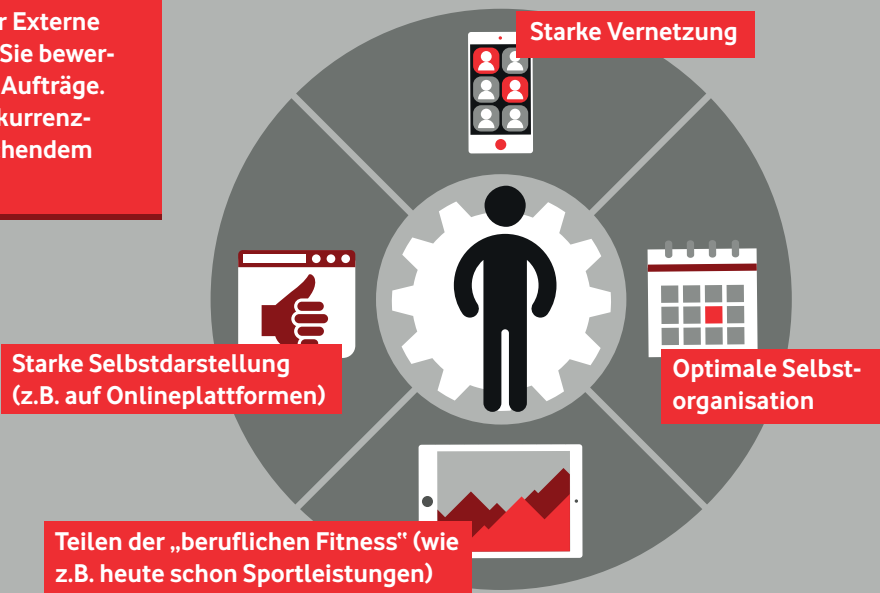 r Externe
Sie bewer-
Aufträge.
kurrenz-
chendem
Starke Vernetzung
Starke Selbstdarstellung
(z.B. auf Onlineplattformen)
Optimale Selbst-
organisation
Teilen der „beruflichen Fitness“ (wie
z.B. heute schon Sportleistungen)